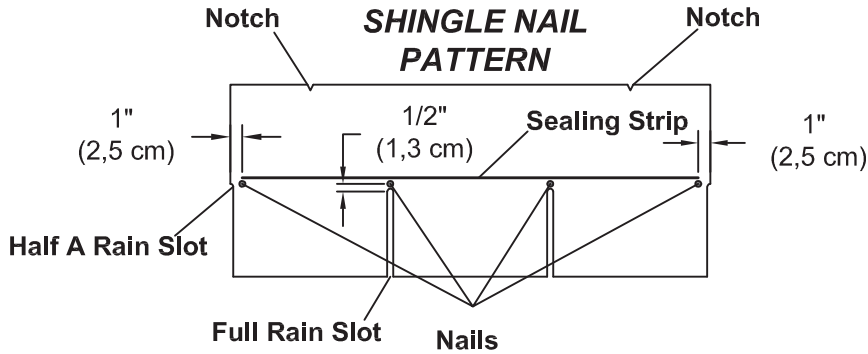 Notch
SHINGLE NAIL
PATTERN
Notch
1"
(2,5 cm)
1/2"
(1,3 cm)
Sealing Strip
1"
(2,5 cm)
Half A Rain Slot
Full Rain Slot
Nails